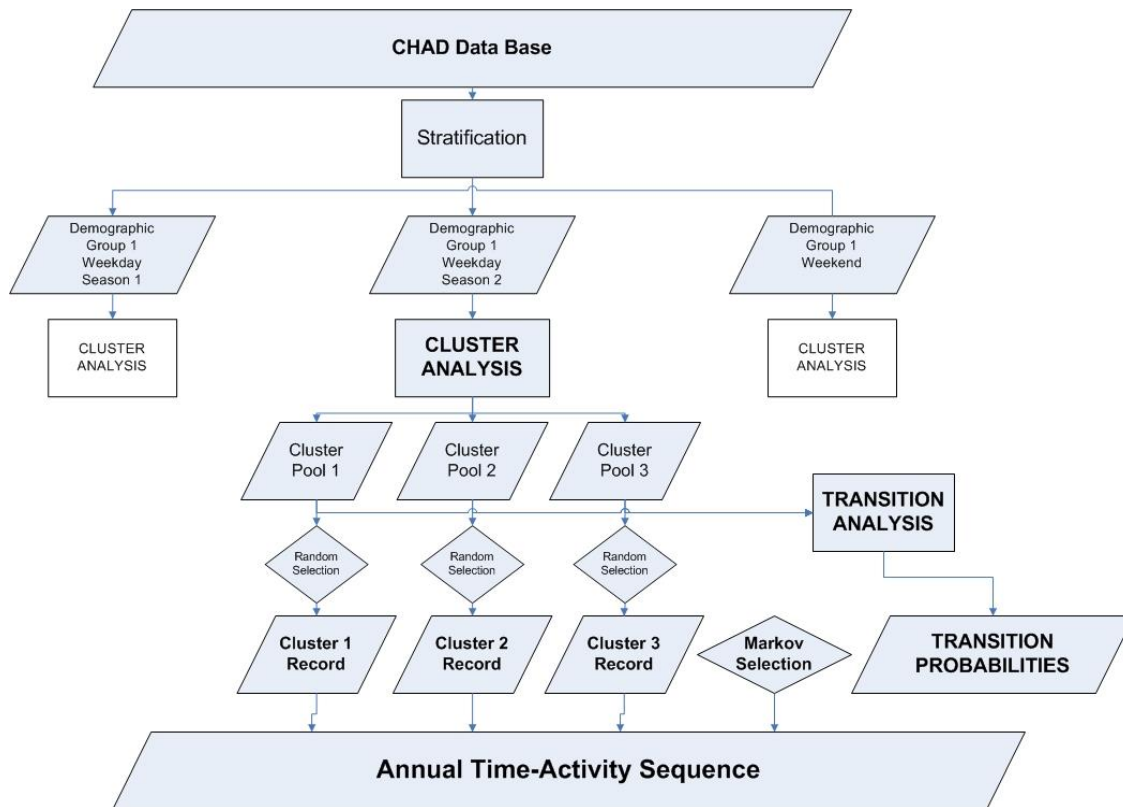 CHAD Data Base
Stratification
Demographic
Group 1
Weekday
Season 1
Demographic
Group 1
Weekday
Season 2
Demographic
Group 1
Weekend
CLUSTER
ANALYSIS
CLUSTER
ANALYSIS
CLUSTER
ANALYSIS
Cluster
Pool 1
Cluster
Pool 2
Cluster
Pool 3
TRANSITION
ANALYSIS
Random
Selection
Random
Selection
Random
Selection
Cluster 1
Record
Cluster 2
Record
Cluster 3
Record
Markov
Selection
TRANSITION
PROBABILITIES
Annual Time-Activity Sequence